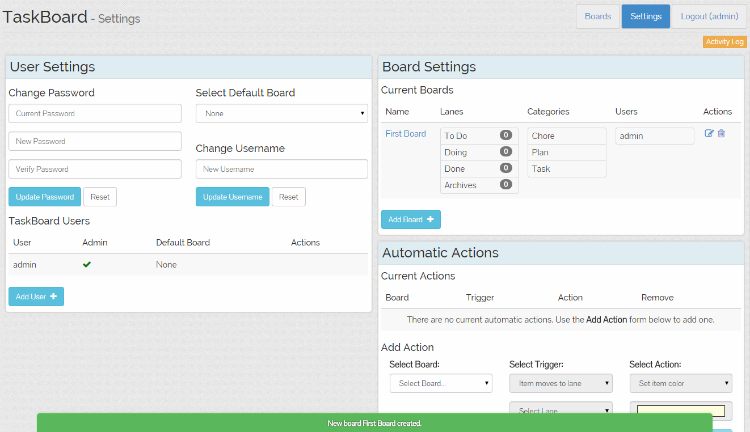 TaskBoard - Settings
Boards
Settings
Logout (admin)
Activity Log
User Settings
Change Password
Current Password
New Password
Verify Password
Update Password
Reset
Select Default Board
None
Change Username
New Username
Update Username
Reset
TaskBoard Users
User Admin Default Board Actions
admin None
Add User
Board Settings
Current Boards
Name Lanes Categories Users Actions
First Board
To Do 0
Doing 0
Done 0
Archives 0
Chore
Plan
Task
admin
Add Board
Automatic Actions
Current Actions
Board Trigger Action Remove
There are no current automatic actions. Use the Add Action form below to add one.
Add Action
Select Board:
Select Board...
Select Trigger:
Item moves to lane
Select Lane
Select Action:
Set item color
New board First Board created.